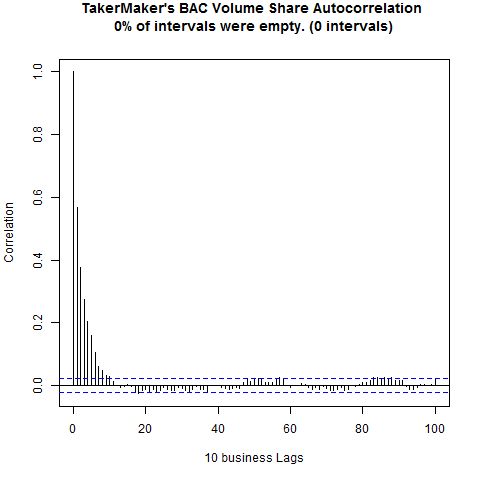 TakerMaker's BAC Volume Share Autocorrelation
0% of intervals were empty. (0 intervals)
1.0
0.8
0.6
0.4
0.2
0.0
Correlation
0 20 40 60 80 100
10 business Lags